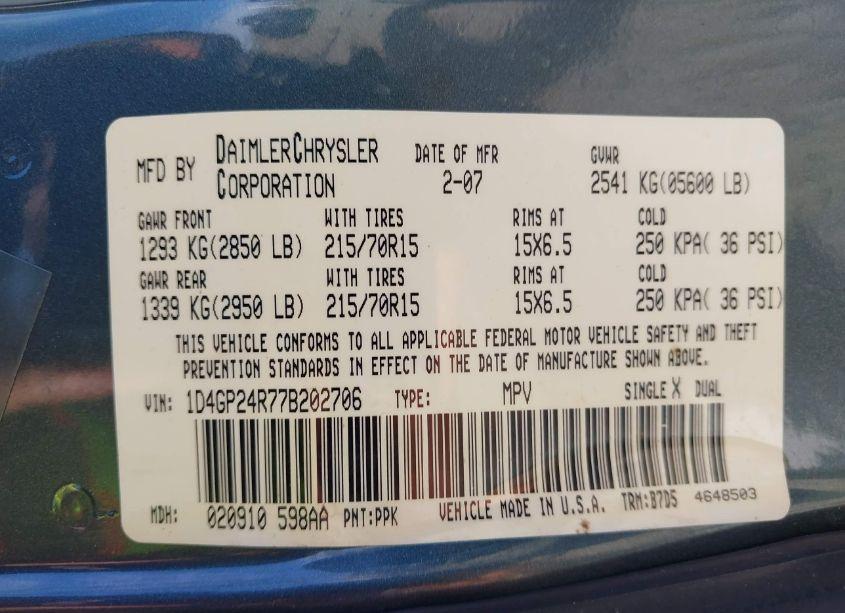 MFD BY DAIMLERCHRYSLER CORPORATION DATE OF MFR 2-07 GVWR 2541 KG(05600 LB)
GAWR FRONT WITH TIRES RIMS AT COLD
1293 KG(2850 LB) 215/70R15 15X6.5 250 KPA( 36 PSI)
GAWR REAR WITH TIRES RIMS AT COLD
1339 KG(2950 LB) 215/70R15 15X6.5 250 KPA( 36 PSI)
THIS VEHICLE CONFORMS TO ALL APPLICABLE FEDERAL MOTOR VEHICLE SAFETY AND THEFT
PREVENTION STANDARDS IN EFFECT ON THE DATE OF MANUFACTURE SHOWN ABOVE.
VIN: 1D4GP24R77B202706 TYPE: MPV SINGLE X DUAL
MDH: 020910 598AA PNT:PPK VEHICLE MADE IN U.S.A. TRM:B7D5 4648503